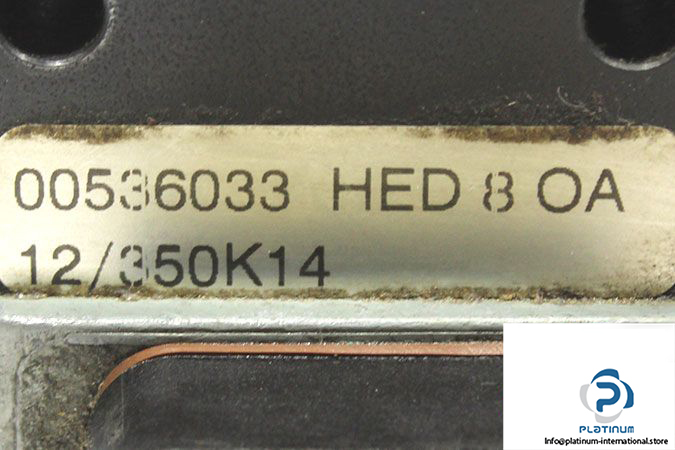 00536033 HED 8 OA
12/350K14
PLATINUM
Info@platinum-international.store